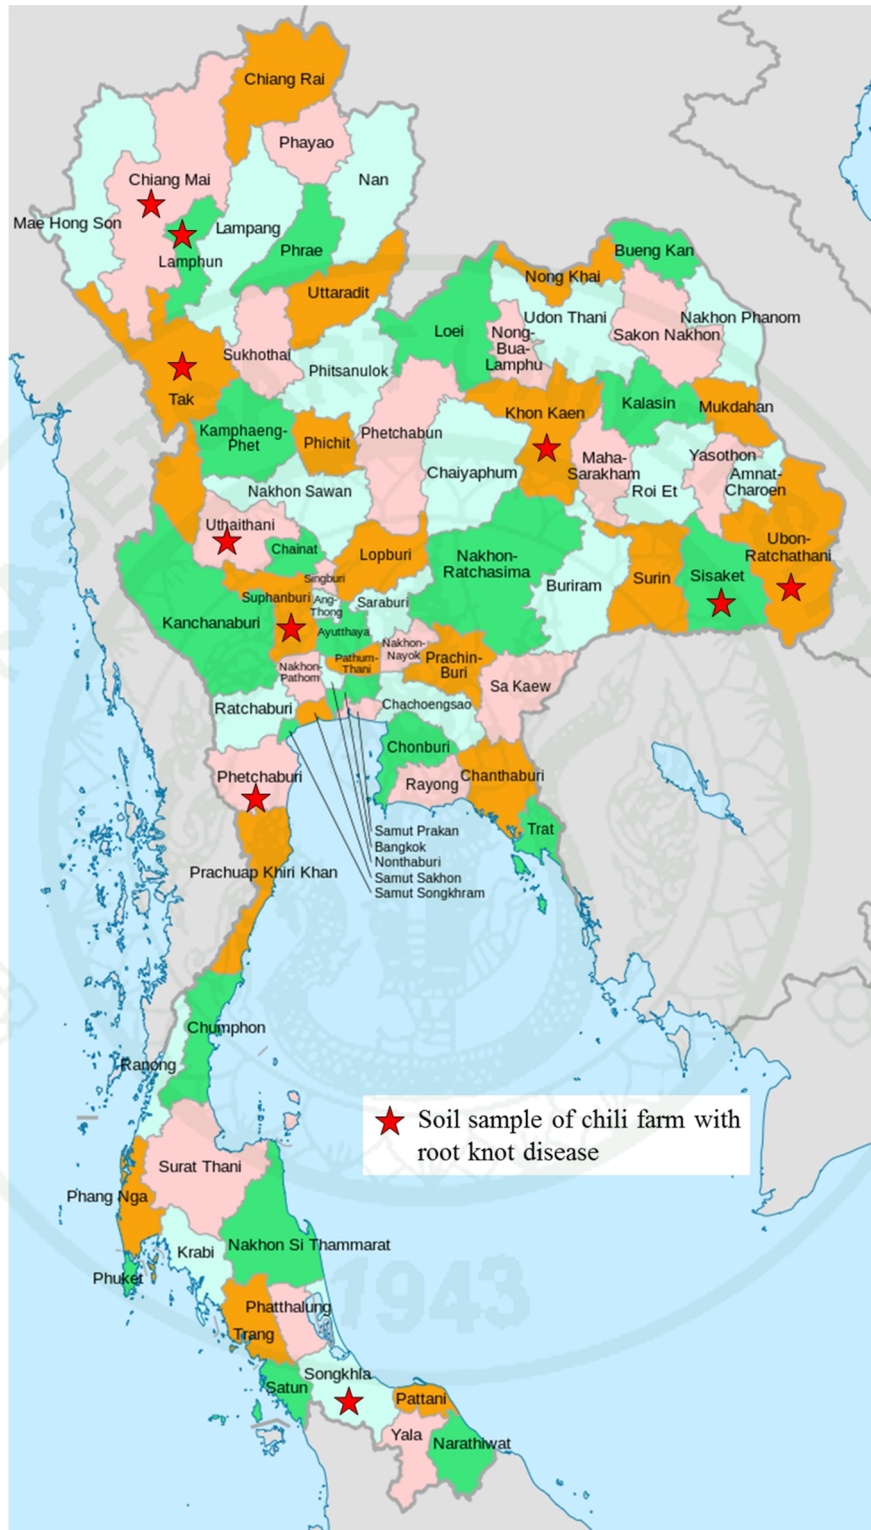 Chiang Rai
Phayao
Chiang Mai
Nan
Mae Hong Son
Lampang
Lamphun
Phrae
Bueng Kan
Nong Khai
Uttaradit
Udon Thani
Nakhon Phanom
Loei
Nong-
Bua-
Lamphu
Sakon Nakhon
Sukhothai
Phitsanulok
Tak
Khon Kaen
Kalasin
Mukdahan
Kamphaeng-
Phet
Phichit
Phetchabun
Maha-
Sarakham
Yasothon
Chaiyaphum
Amnat-
Charoen
Roi Et
Nakhon Sawan
Uthaithani
Chainat
Lopburi
Nakhon-
Ratchasima
Ubon-
Ratchathani
Singburi
Buriram
Surin
Sisaket
Suphanburi
Ang-
Thong
Saraburi
Kanchanaburi
Ayutthaya
Nakhon-
Nayok
Nakhon-
Pathom
Pathum-
Thani
Prachin-
Buri
Sa Kaew
Ratchaburi
Chachoengsao
Chonburi
Phetchaburi
Rayong
Chanthaburi
Trat
Samut Prakan
Bangkok
Nonthaburi
Samut Sakhon
Samut Songkhram
Prachuap Khiri Khan
Chumphon
Ranong
Soil sample of chili farm with
root knot disease
Surat Thani
Phang Nga
Krabi
Nakhon Si Thammarat
Phuket
1943
Phatthalung
Trang
Songkhla
Satun
Pattani
Yala
Narathiwat